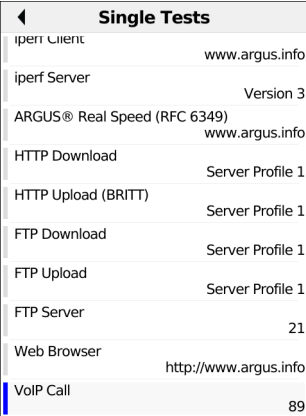 Single Tests
iperf Client
www.argus.info
iperf Server
Version 3
ARGUS® Real Speed (RFC 6349)
www.argus.info
HTTP Download
Server Profile 1
HTTP Upload (BRITT)
Server Profile 1
FTP Download
Server Profile 1
FTP Upload
Server Profile 1
FTP Server
21
Web Browser
http://www.argus.info
VoIP Call
89